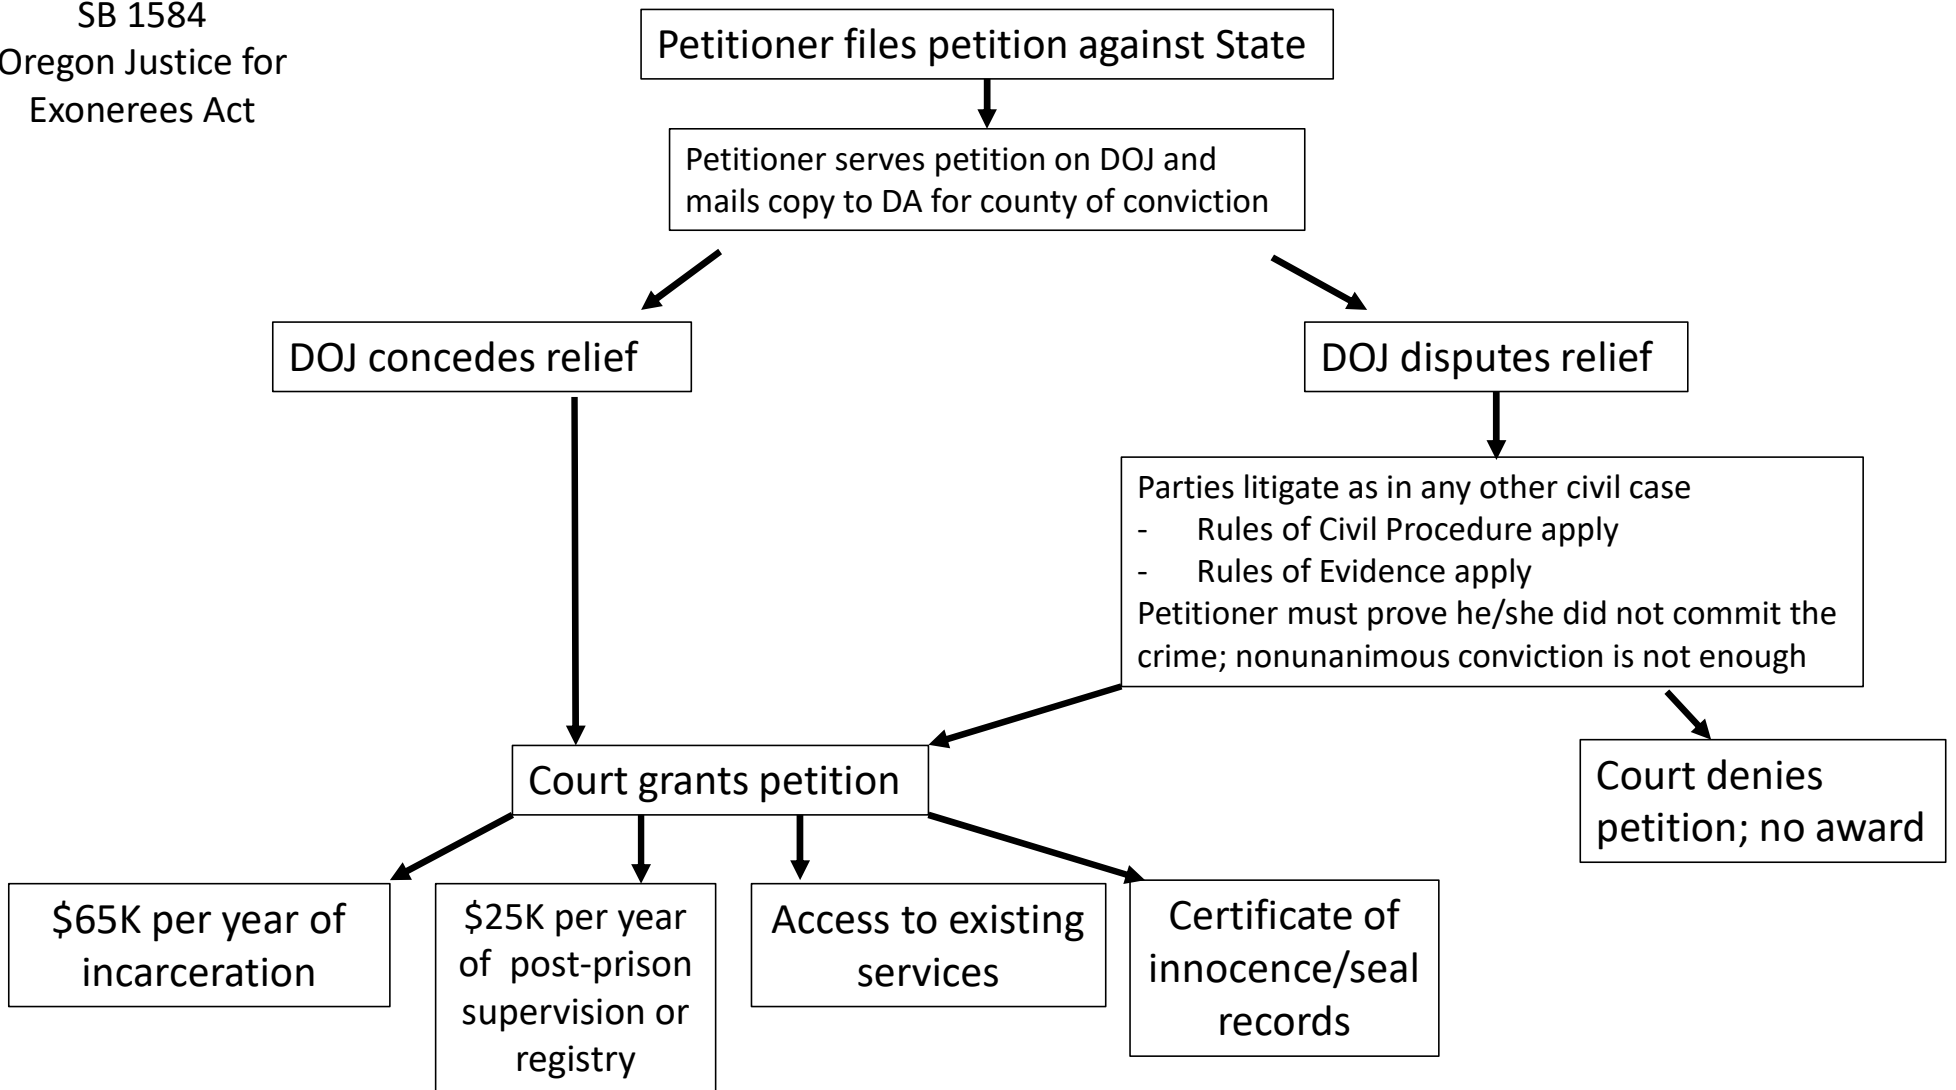 SB 1584
Oregon Justice for
Exonerees Act
Petitioner files petition against State
Petitioner serves petition on DOJ and
mails copy to DA for county of conviction
DOJ concedes relief
DOJ disputes relief
Parties litigate as in any other civil case
- Rules of Civil Procedure apply
- Rules of Evidence apply
Petitioner must prove he/she did not commit the
crime; nonunanimous conviction is not enough
Court grants petition
Court denies
petition; no award
$65K per year of
incarceration
$25K per year
of post-prison
supervision or
registry
Access to existing
services
Certificate of
innocence/seal
records